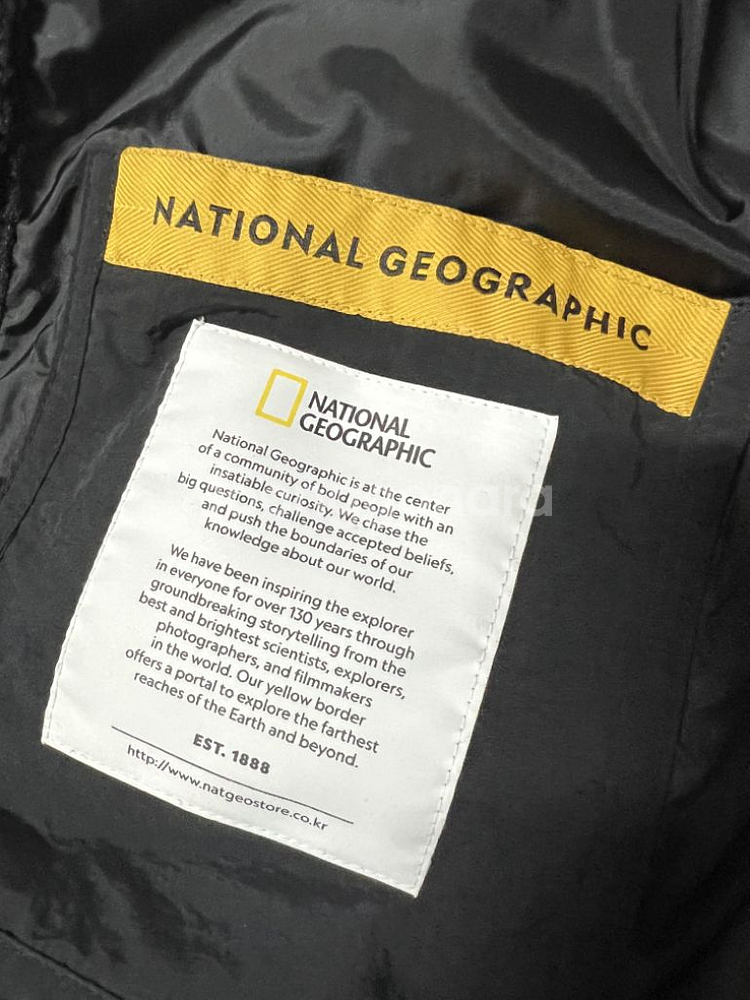 NATIONAL GEOGRAPHIC
NATIONAL
GEOGRAPHIC
National Geographic is at the center
of a community of bold people with an
insatiable curiosity. We chase the
big questions, challenge accepted beliefs,
and push the boundaries of our
knowledge about our world.
We have been inspiring the explorer
in everyone for over 130 years through
groundbreaking storytelling from the
best and brightest scientists, explorers,
photographers, and filmmakers
in the world. Our yellow border
offers a portal to explore the farthest
reaches of the Earth and beyond.
EST. 1888
http://www.natgeostore.co.kr